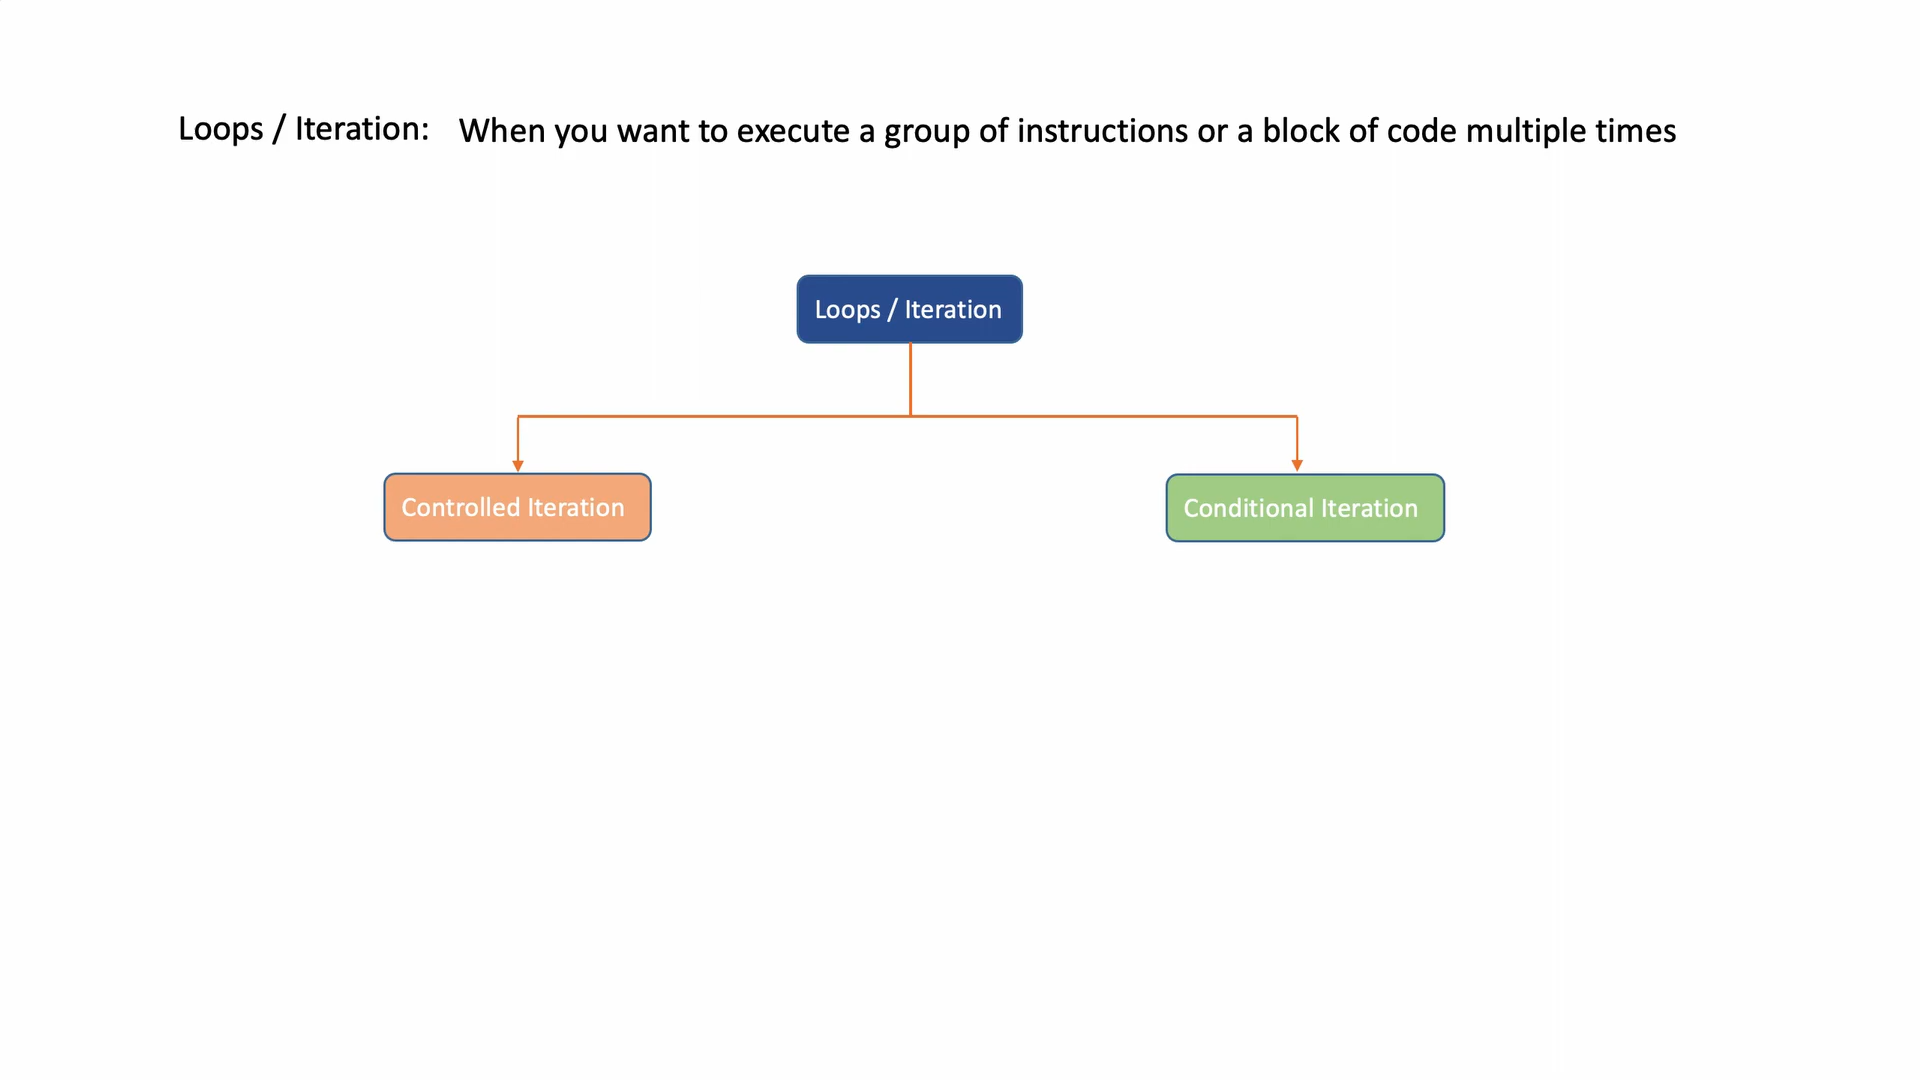 Loops / Iteration: When you want to execute a group of instructions or a block of code multiple times
Loops / Iteration
Controlled Iteration
Conditional Iteration